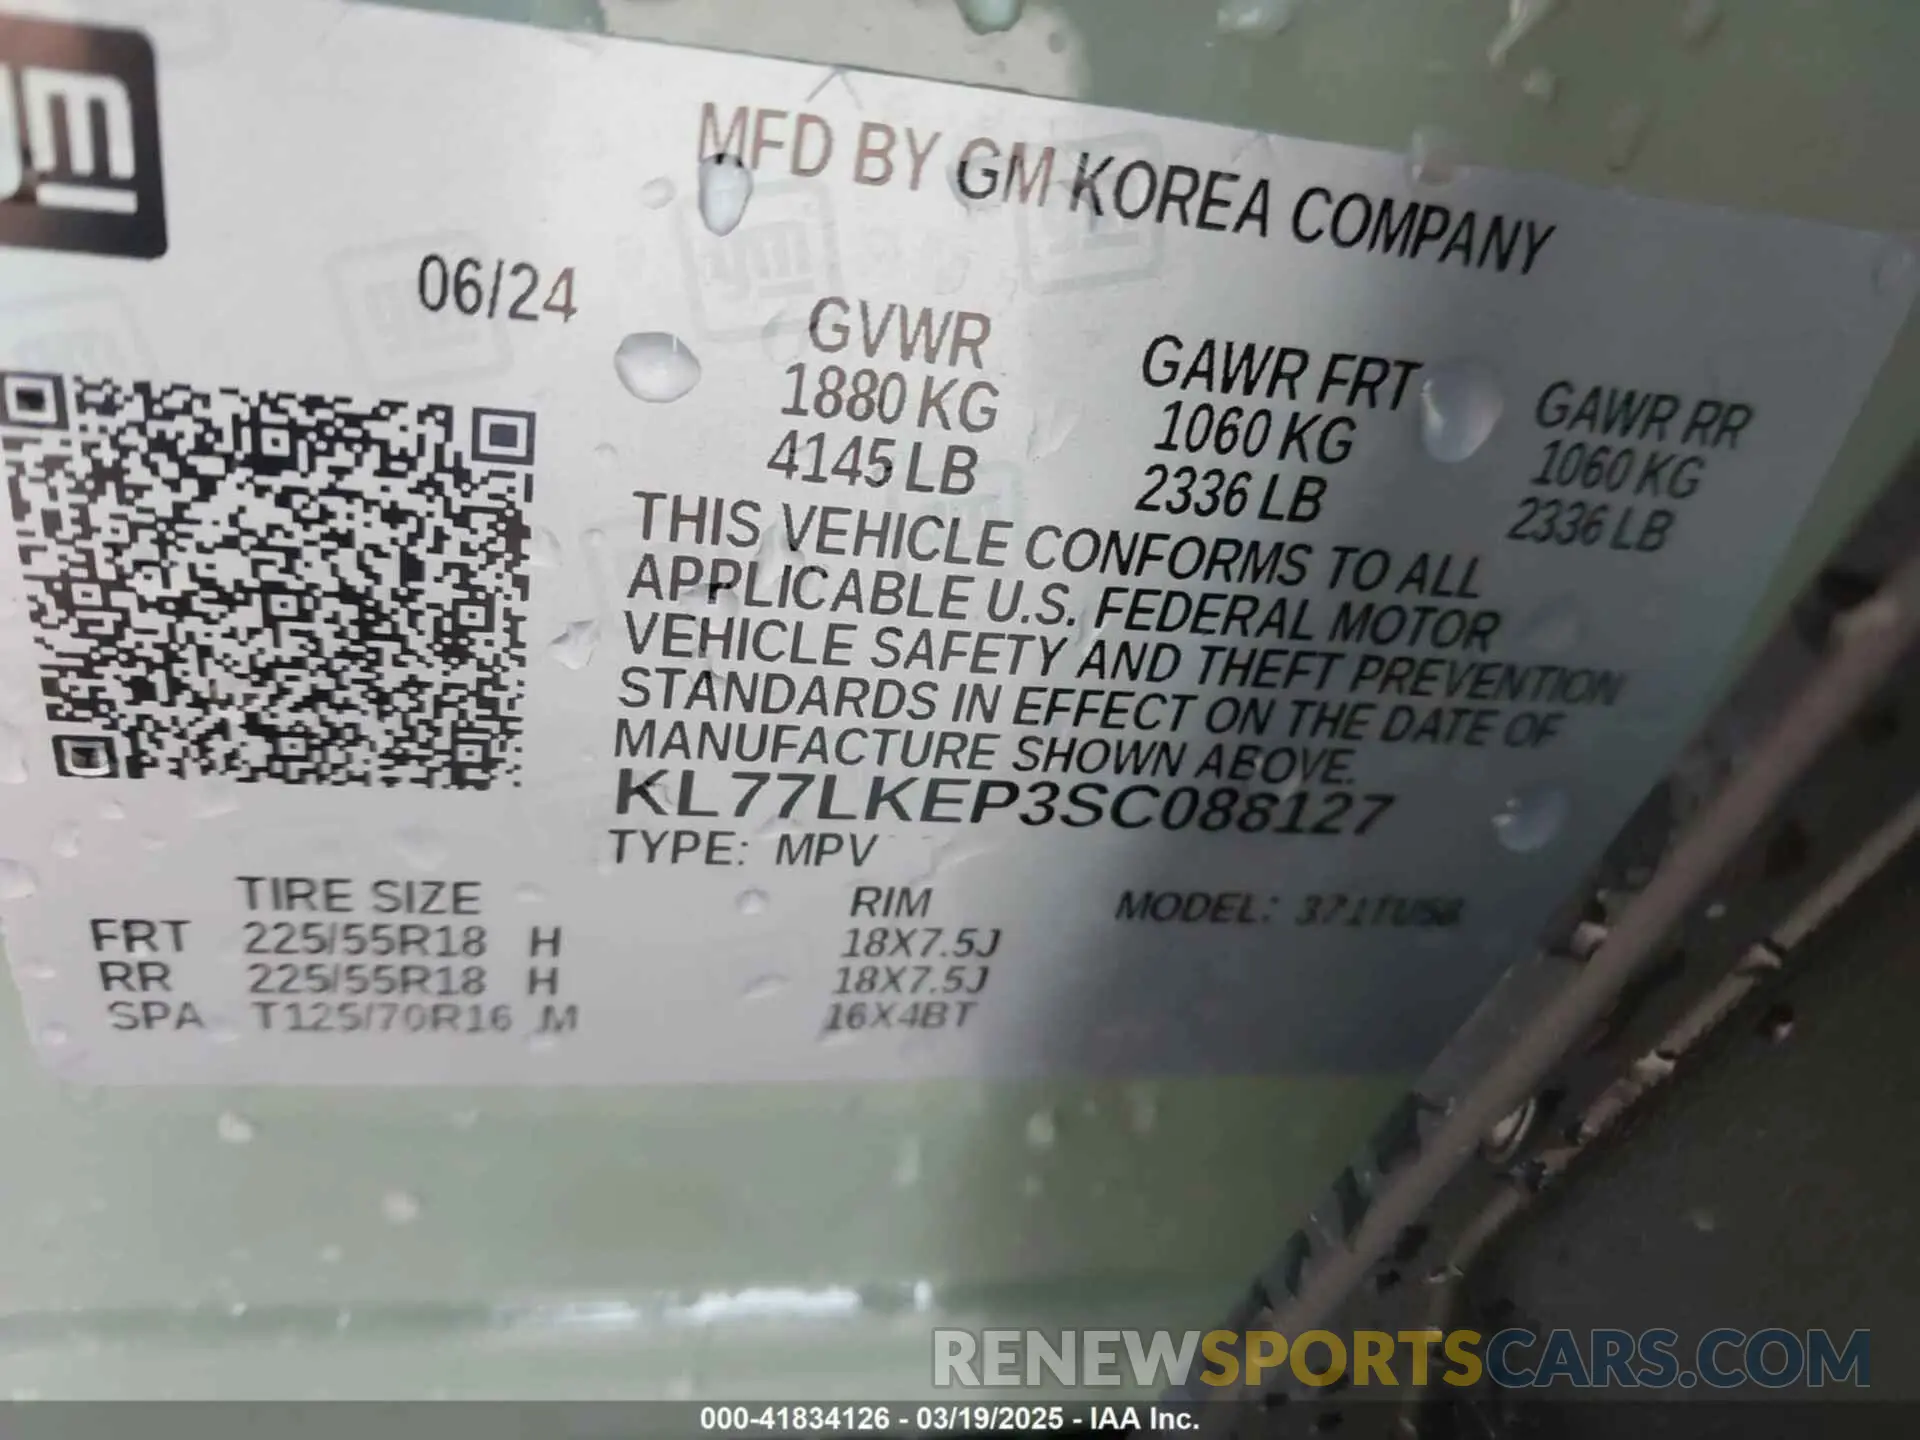 MFD BY GM KOREA COMPANY
06/24
GVWR
1880 KG
4145 LB
GAWR FRT
1060 KG
2336 LB
GAWR RR
1060 KG
2336 LB
THIS VEHICLE CONFORMS TO ALL
APPLICABLE U.S. FEDERAL MOTOR
VEHICLE SAFETY AND THEFT PREVENTION
STANDARDS IN EFFECT ON THE DATE OF
MANUFACTURE SHOWN ABOVE.
KL77LKEP3SC088127
TYPE: MPV
TIRE SIZE RIM MODEL:
FRT 225/55R18 H 18X7.5J
RR 225/55R18 H 18X7.5J
SPA T125/70R16 M 16X4BT
RENEWSPORTSCARS.COM
000-41834126 - 03/19/2025 - IAA Inc.